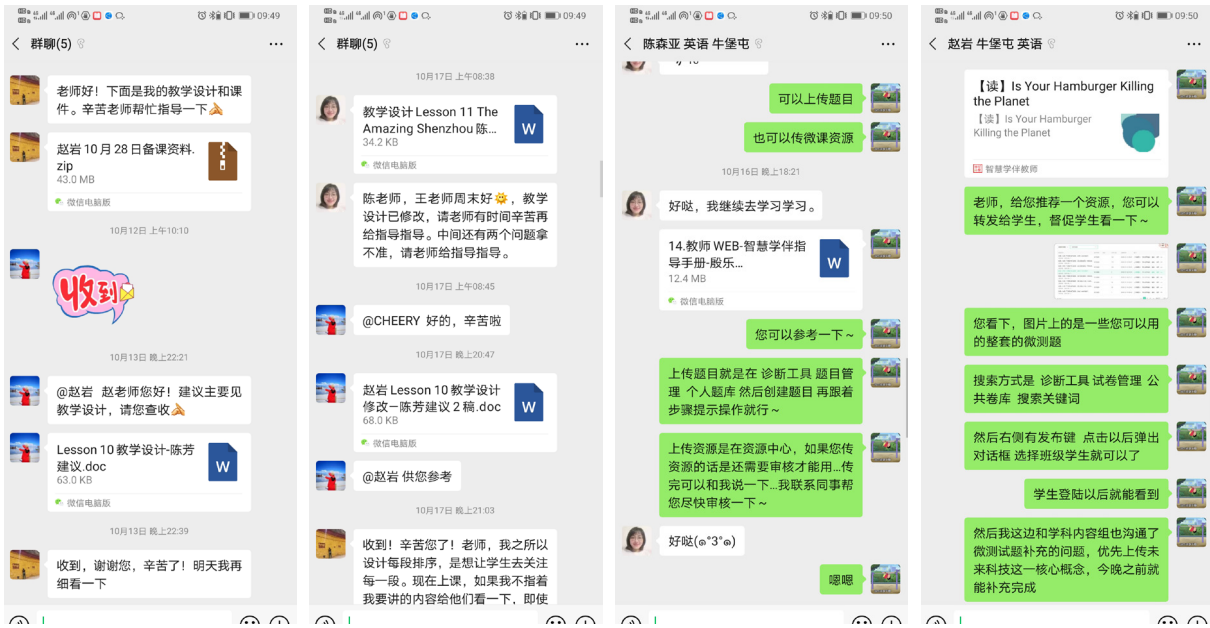 09:49
群聊(5)
老师好！下面是我的教学设计和课
件。辛苦老师帮忙指导一下
赵岩10月28日备课资料.
zip
43.0 MB
微信电脑版
10月12日 上午10:10
收到
10月13日 晚上22:21
@赵岩 赵老师您好！建议主要见
教学设计，请您查收
Lesson 10教学设计-陈芳
建议.doc
63.0 KB
微信电脑版
10月13日 晚上22:39
收到，谢谢您，辛苦了！明天我再
细看一下
09:49
群聊(5)
10月17日 上午08:38
教学设计Lesson 11 The
Amazing Shenzhou 陈...
34.2 KB
微信电脑版
陈老师，王老师周末好，教学
设计已修改，请老师有时间辛苦再
给指导指导。中间还有两个问题拿
不准，请老师给指导指导。
10月17日 上午08:45
@CHEERY 好的，辛苦啦
10月17日 晚上20:47
赵岩Lesson 10教学设计
修改—陈芳建议2稿.doc
68.0 KB
微信电脑版
@赵岩 供您参考
10月17日 晚上21:03
收到！辛苦您了！老师，我之所以
设计每段排序，是想让学生去关注
每一段。现在上课，如果我不指着
我要讲的内容给他们看一下，即使
09:50
陈森亚 英语 牛堡屯
可以上传题目
也可以传微课资源
10月16日 晚上18:21
好哒，我继续去学习学习。
14.教师WEB-智慧学伴指
导手册-殷乐...
12.4 MB
微信电脑版
您可以参考一下～
上传题目就是在 诊断工具 题目管
理 个人题库 然后创建题目 再跟着
步骤提示操作就行～
上传资源是在资源中心，如果您传
资源的话是还需要审核才能用...传
完可以和我说一下...我联系同事帮
您尽快审核一下～
好哒(๑°3°๑)
嗯嗯
09:50
赵岩 牛堡屯 英语
【读】Is Your Hamburger Killing
the Planet
【读】Is Your Hamburger
Killing the Planet
智慧学伴教师
老师，给您推荐一个资源，您可以
转发给学生，督促学生看一下～
您看下，图片上的是一些您可以用
的整套的微测题
搜索方式是 诊断工具 试卷管理 公
共卷库 搜索关键词
然后右侧有发布键 点击以后弹出
对话框 选择班级学生就可以了
学生登陆以后就能看到
然后我这边和学科内容组也沟通了
微测试题补充的问题，优先上传未
来科技这一核心概念，今晚之前就
能补充完成